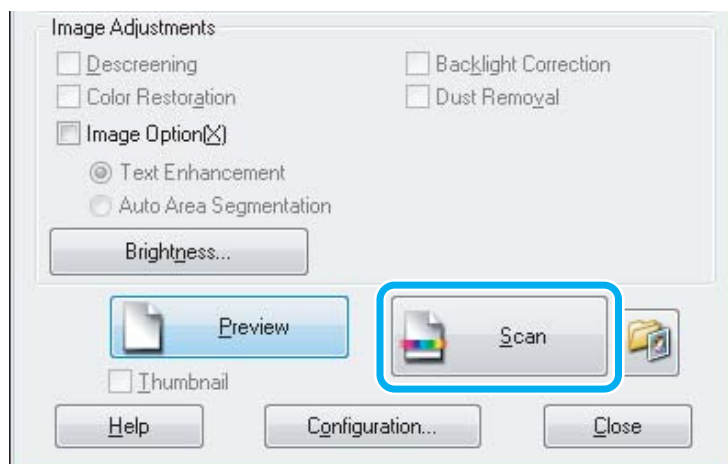 Image Adjustments
Descreening Backlight Correction
Color Restoration Dust Removal
Image Option(X)
Text Enhancement
Auto Area Segmentation
Brightness...
Preview Scan
Thumbnail
Help Configuration... Close